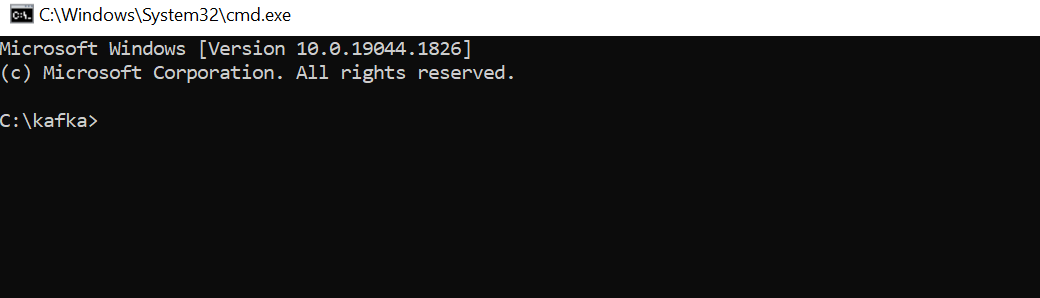 C:\Windows\System32\cmd.exe
Microsoft Windows [Version 10.0.19044.1826]
(c) Microsoft Corporation. All rights reserved.
C:\kafka>